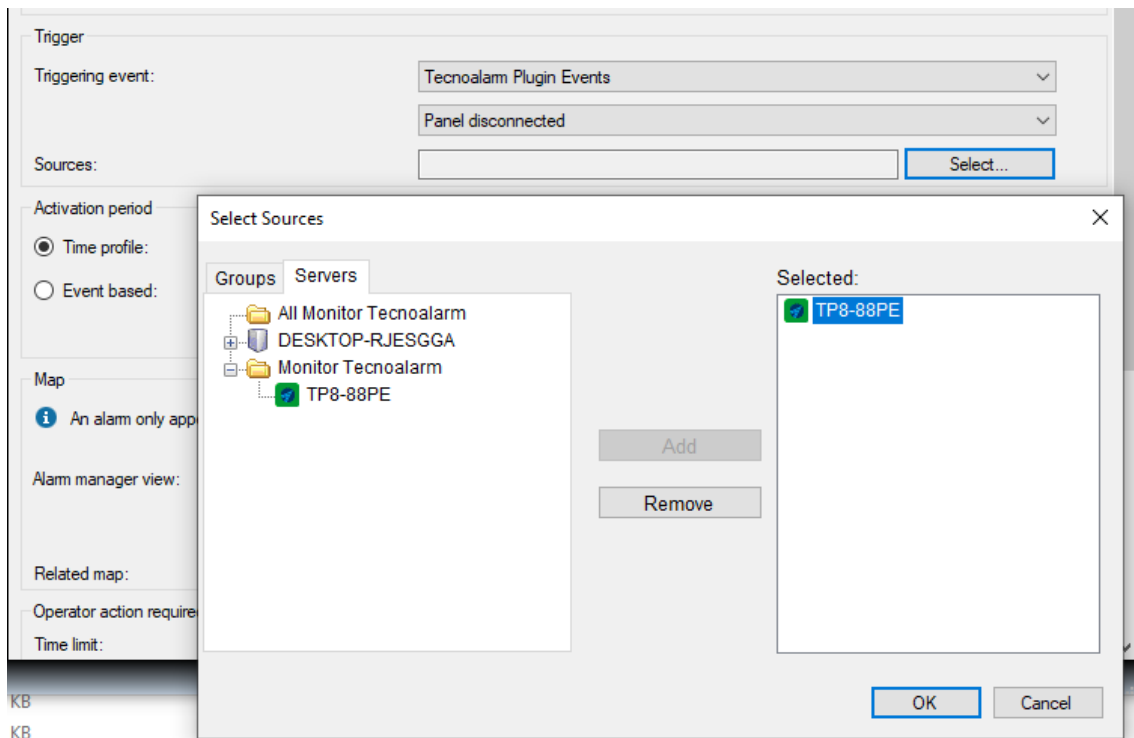 Trigger
Triggering event:
Tecnoalarm Plugin Events
Panel disconnected
Sources:
Select...
Activation period
Time profile:
Event based:
Map
An alarm only appe
Alarm manager view:
Related map:
Operator action require
Time limit:
KB
KB
Select Sources
Groups Servers
All Monitor Tecnoalarm
DESKTOP-RJESGGA
Monitor Tecnoalarm
TP8-88PE
Add
Remove
Selected:
TP8-88PE
OK Cancel